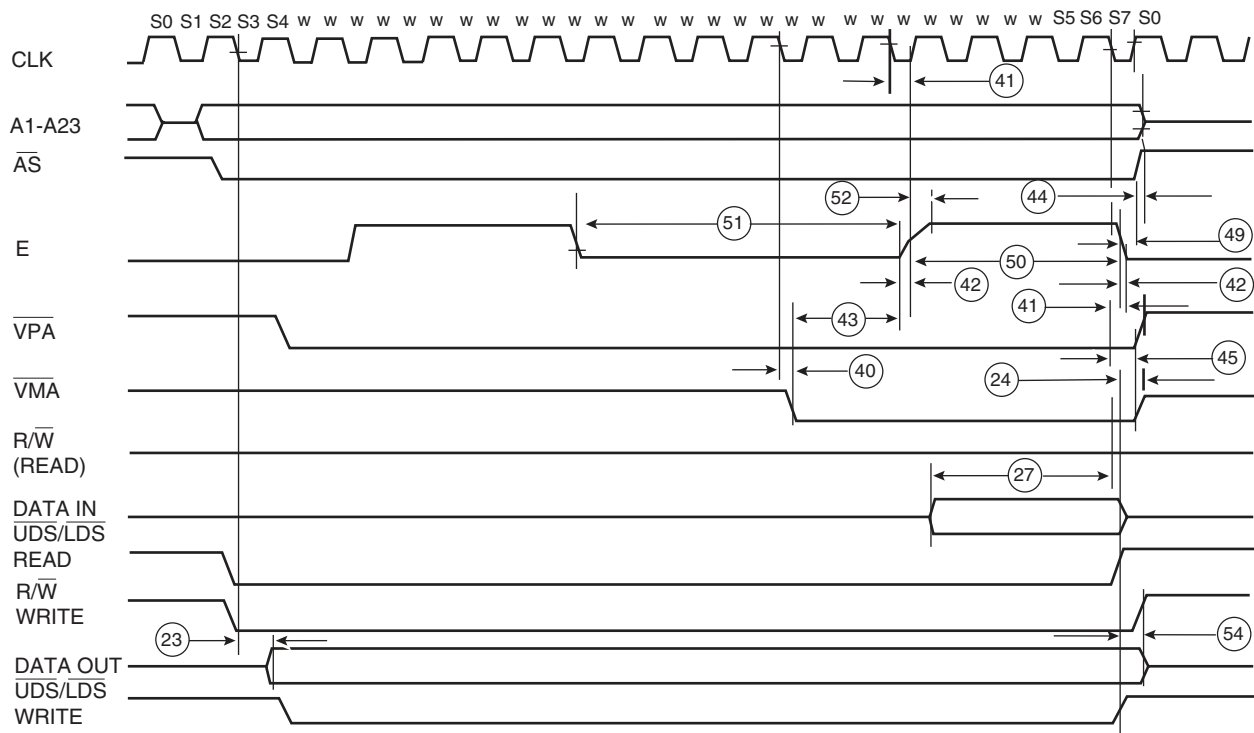 S0 S1 S2 S3 S4 w w w w w w w w w w w w w w w w w w w w w w w w w w w w S5 S6 S7 S0
CLK
41
A1-A23
AS
52
44
51
E
49
50
42
42
43
41
VPA
45
40
24
VMA
R/W
(READ)
27
DATA IN
UDS/LDS
READ
R/W
WRITE
23
54
DATA OUT
UDS/LDS
WRITE